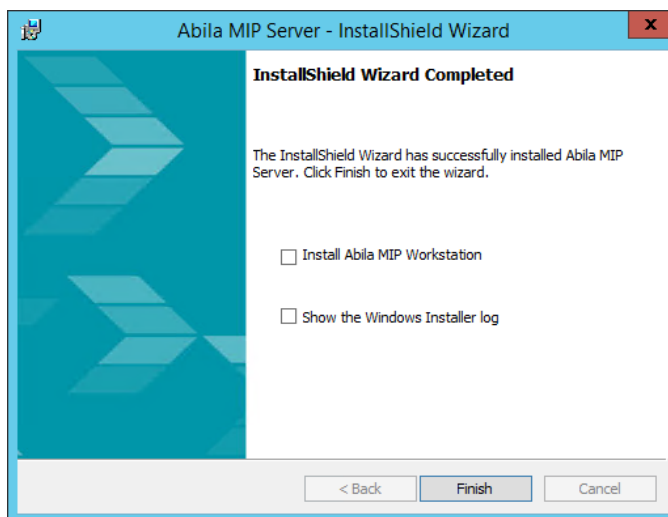 Abila MIP Server - InstallShield Wizard
x
InstallShield Wizard Completed
The InstallShield Wizard has successfully installed Abila MIP
Server. Click Finish to exit the wizard.
Install Abila MIP Workstation
Show the Windows Installer log
< Back
Finish
Cancel